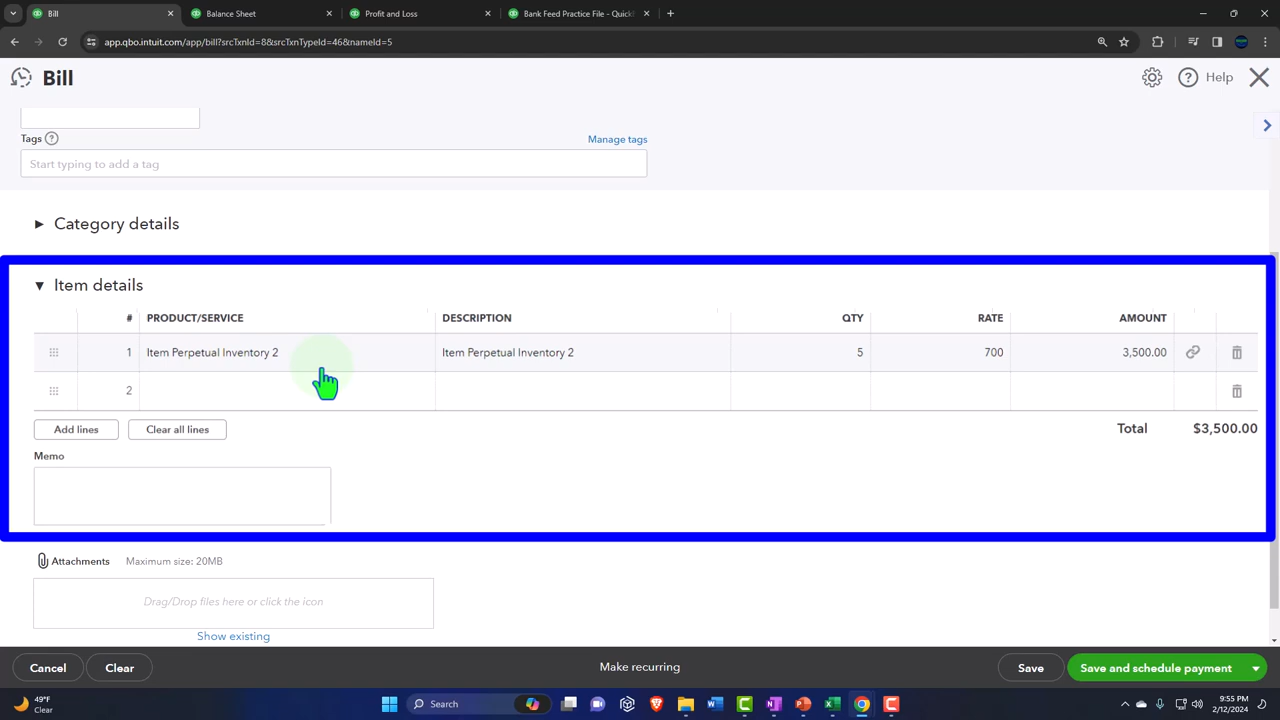 Bill
Balance Sheet
Profit and Loss
Bank Feed Practice File - Quick
app.qbo.intuit.com/app/bill?srcTxnId=8&srcTxnTypeId=46&nameId=5
Bill
Help
Tags
Manage tags
Start typing to add a tag
Category details
Item details
# PRODUCT/SERVICE DESCRIPTION QTY RATE AMOUNT
1 Item Perpetual Inventory 2 Item Perpetual Inventory 2 5 700 3,500.00
2
Add lines Clear all lines Total $3,500.00
Memo
Attachments Maximum size: 20MB
Drag/Drop files here or click the icon
Show existing
Cancel Clear Make recurring Save Save and schedule payment
49°F
Clear
Search
9:55 PM
2/12/2024